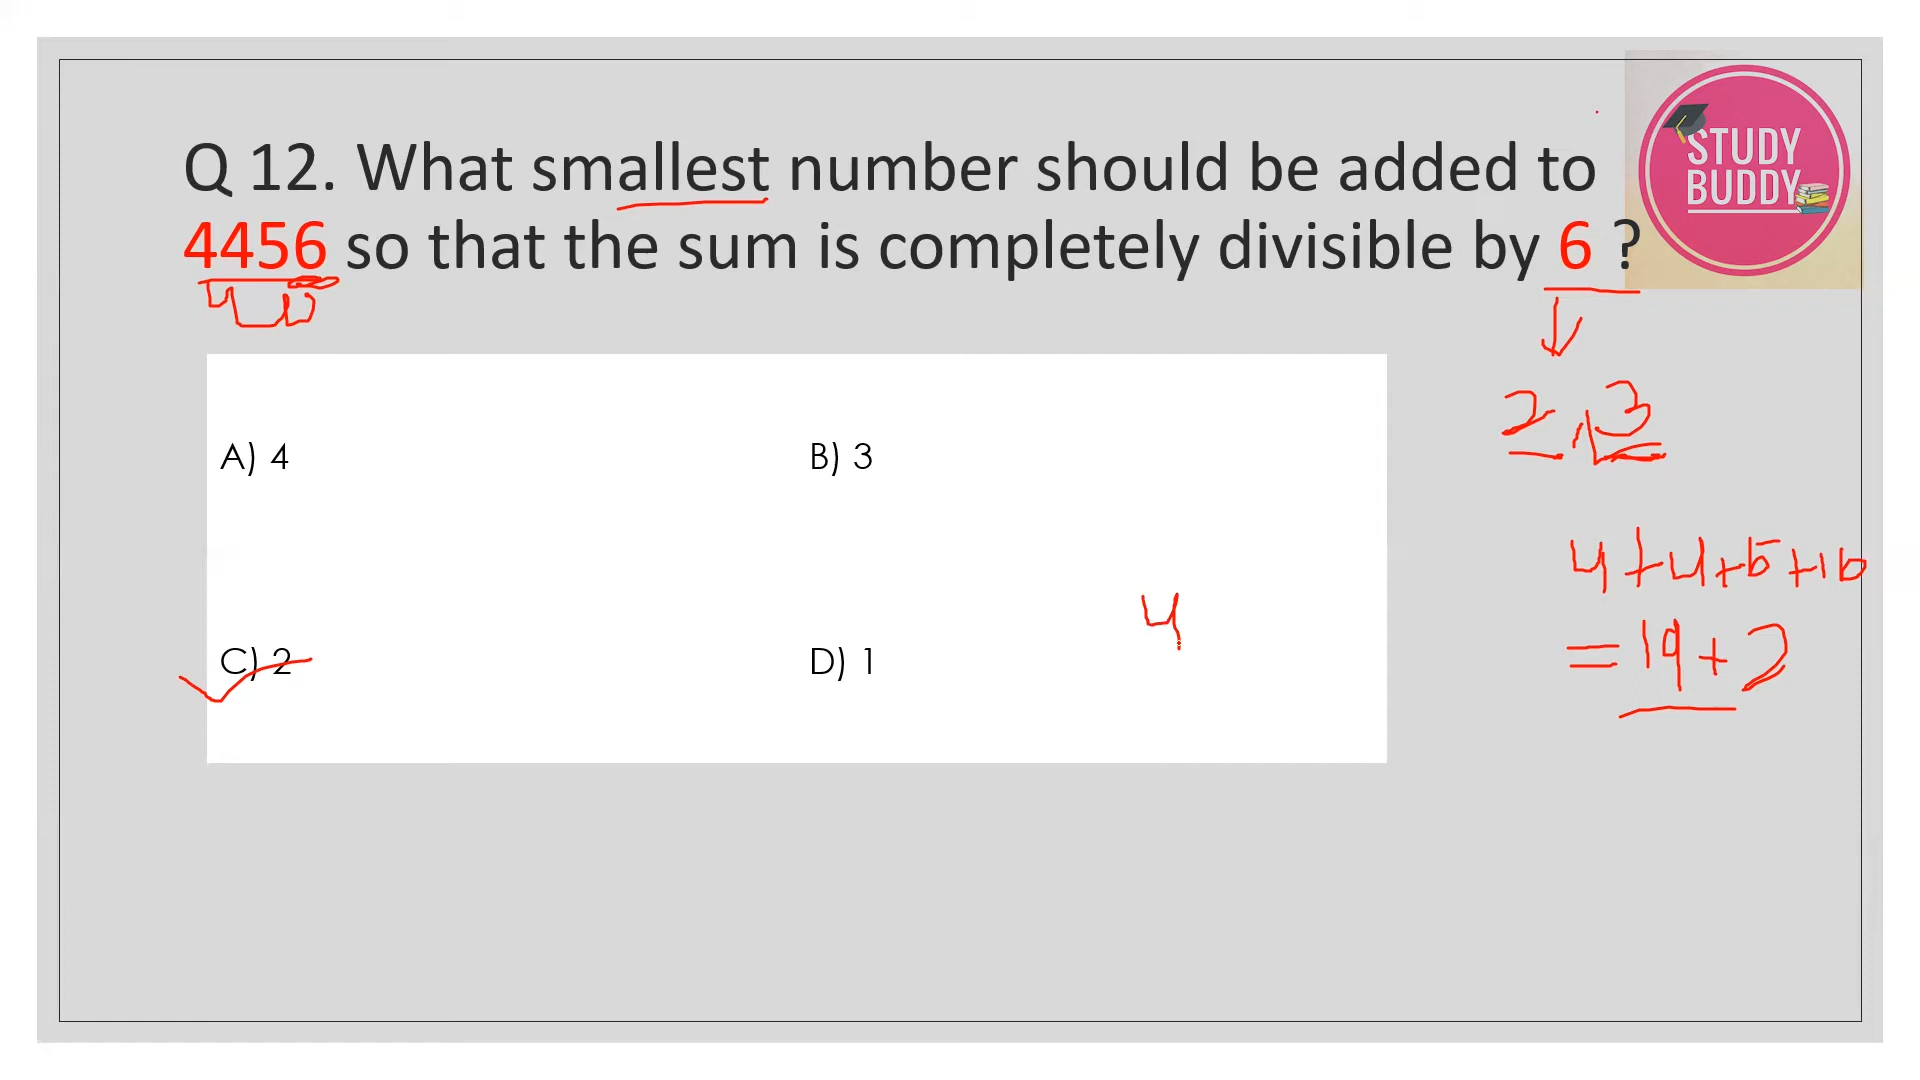 Q 12. What smallest number should be added to
4456 so that the sum is completely divisible by 6 ?
STUDY
BUDDY
2, 3
A) 4
B) 3
4+4+5+6
4
= 19+2
C) 2
D) 1